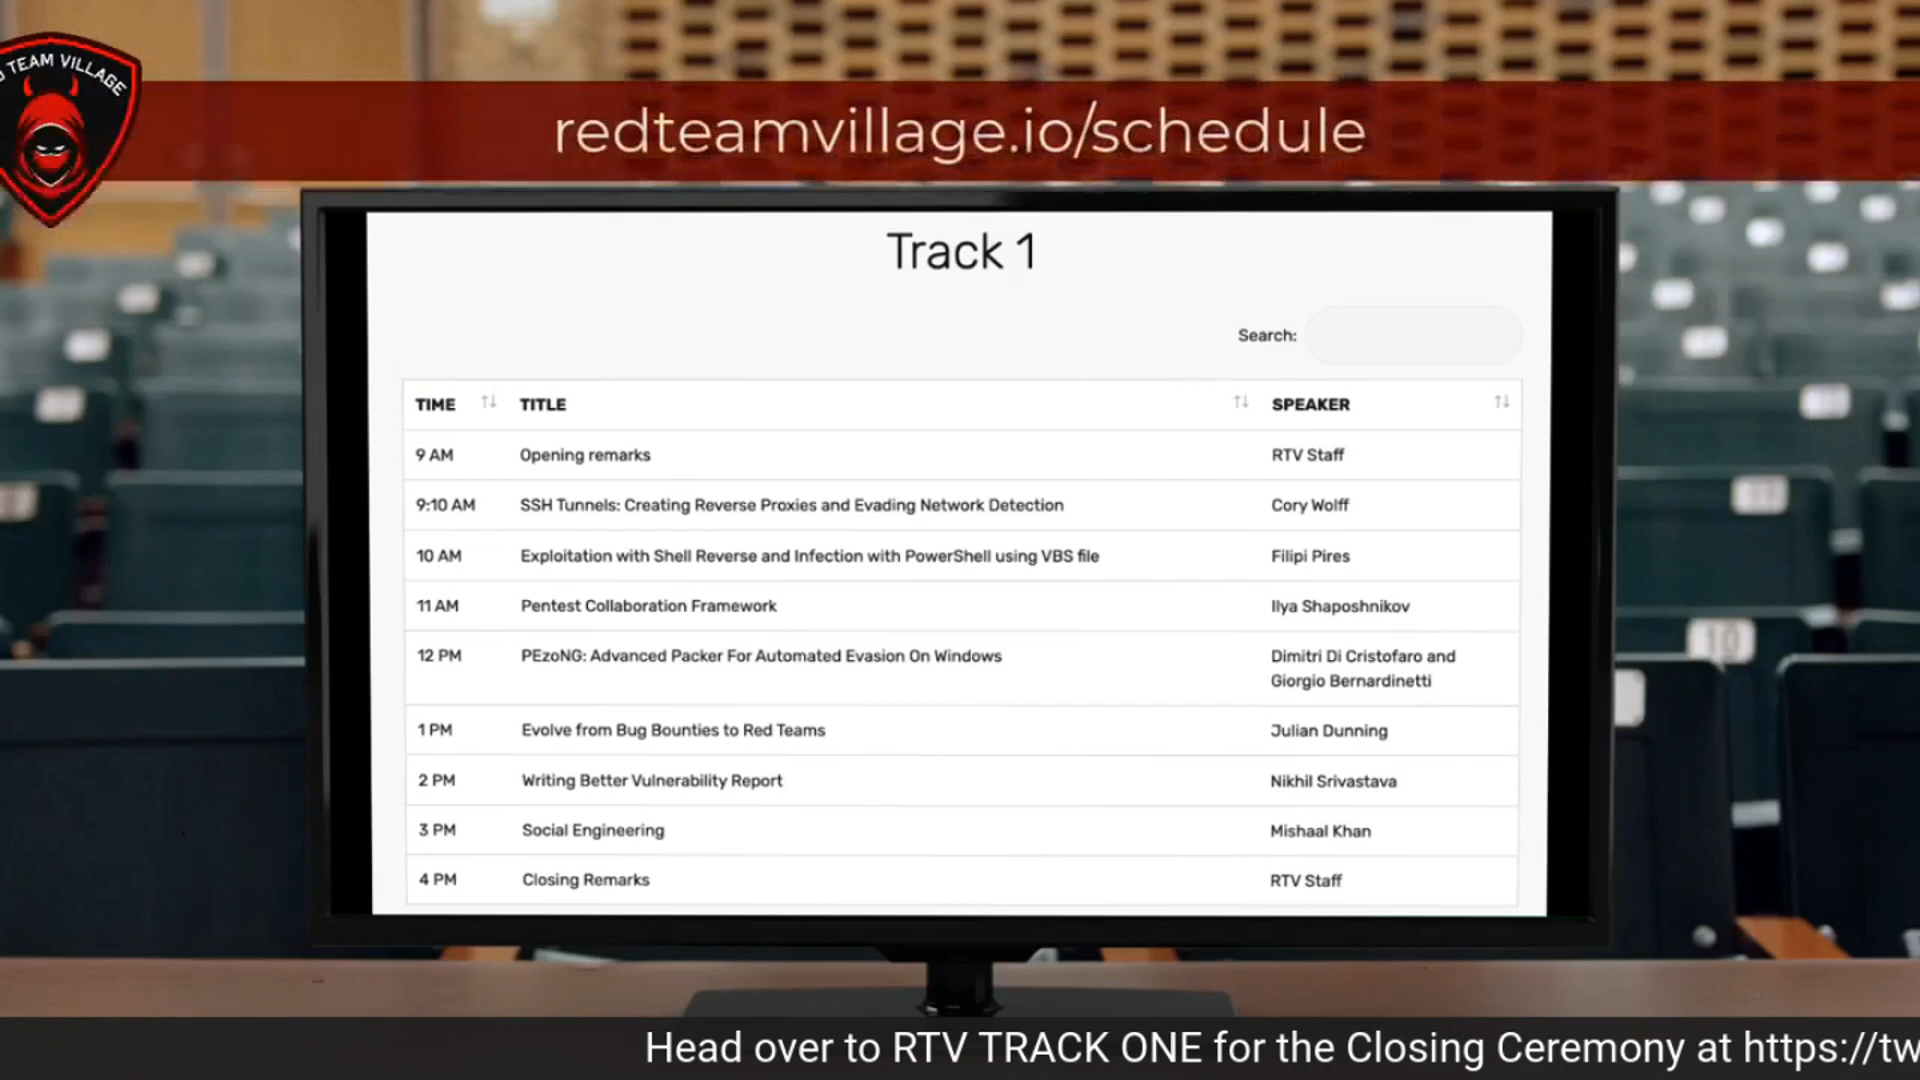 TEAM VILLAGE
redteamvillage.io/schedule
Track 1
Search:
TIME TITLE SPEAKER
9 AM Opening remarks RTV Staff
9:10 AM SSH Tunnels: Creating Reverse Proxies and Evading Network Detection Cory Wolff
10 AM Exploitation with Shell Reverse and Infection with PowerShell using VBS file Filipi Pires
11 AM Pentest Collaboration Framework Ilya Shaposhnikov
12 PM PEzoNG: Advanced Packer For Automated Evasion On Windows Dimitri Di Cristofaro and
Giorgio Bernardinetti
1 PM Evolve from Bug Bounties to Red Teams Julian Dunning
2 PM Writing Better Vulnerability Report Nikhil Srivastava
3 PM Social Engineering Mishaal Khan
4 PM Closing Remarks RTV Staff
11
10
Head over to RTV TRACK ONE for the Closing Ceremony at https://tw